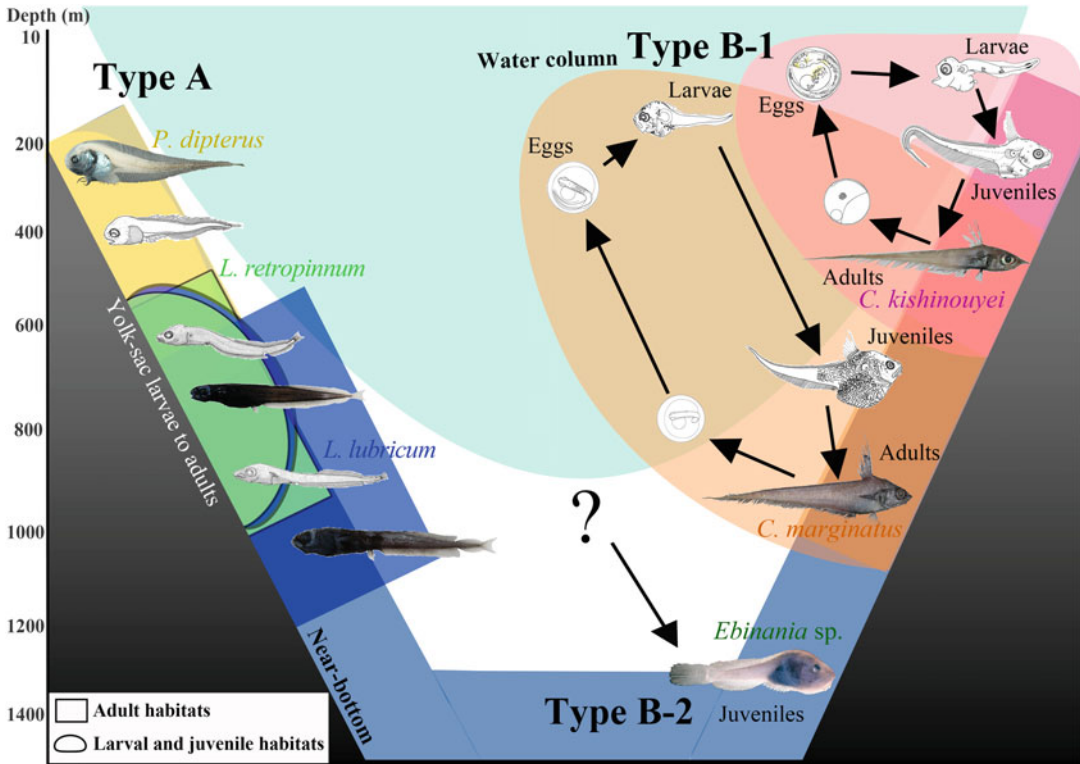 Depth (m)
10
200
400
600
800
1000
1200
1400
Type A
P. dipterus
L. retropinnum
L. lubricum
Yolk-sac larvae to adults
Near-bottom
Adult habitats
Larval and juvenile habitats
Water column
Type B-1
Eggs
Larvae
Juveniles
Adults
C. kishinouyei
Eggs
Larvae
Juveniles
Adults
C. marginatus
?
Ebinania sp.
Type B-2
Juveniles